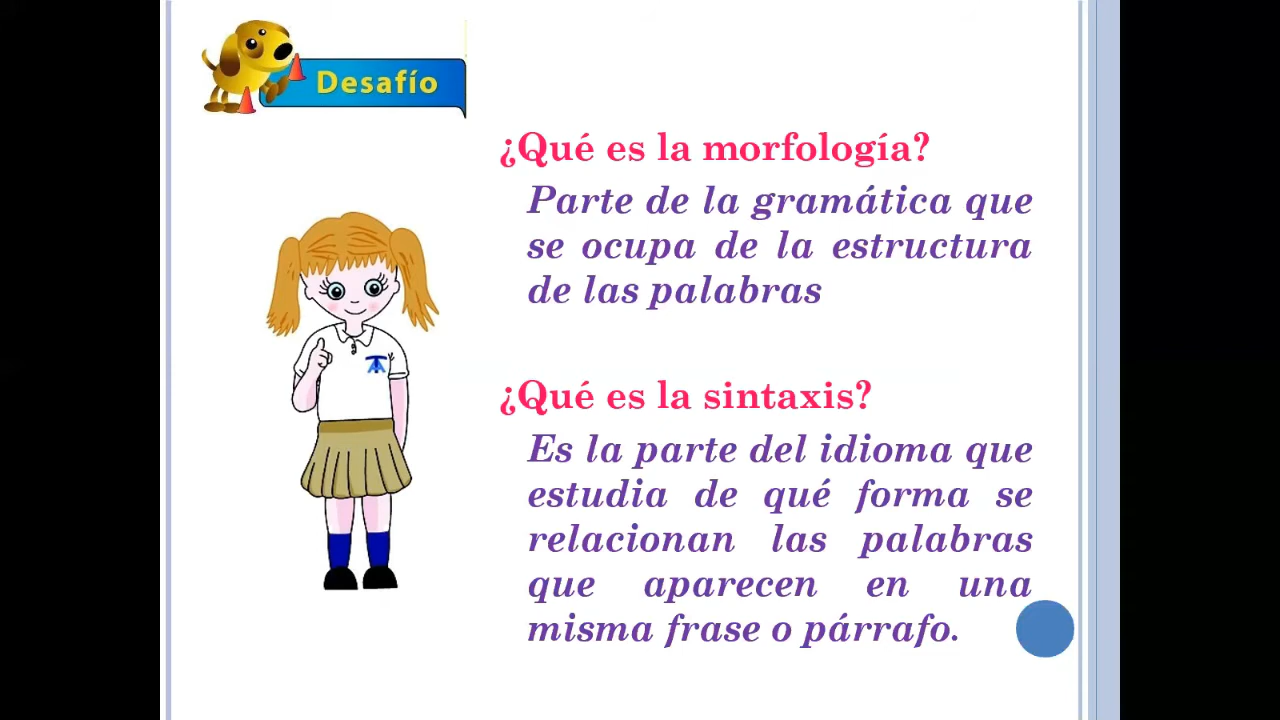 Desafío
¿Qué es la morfología?
Parte de la gramática que
se ocupa de la estructura
de las palabras
¿Qué es la sintaxis?
Es la parte del idioma que
estudia de qué forma se
relacionan las palabras
que aparecen en una
misma frase o párrafo.